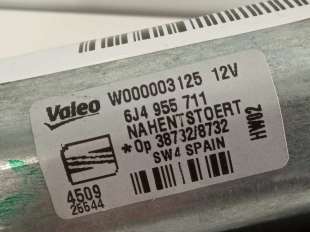 Valeo W000003125 12V
6J4 955 711
NAHENTSTOERT
*Op 38732/8732
SW4 SPAIN
HW02
4509
26644